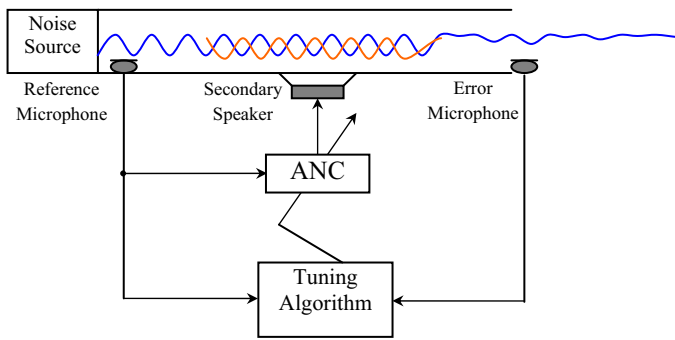 Noise
Source
Reference
Microphone
Secondary
Speaker
Error
Microphone
ANC
Tuning
Algorithm